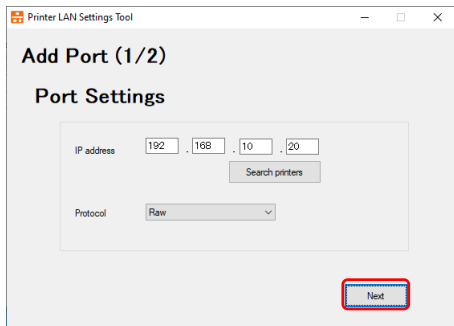 Printer LAN Settings Tool
Add Port (1/2)
Port Settings
IP address 192 . 168 . 10 . 20
Search printers
Protocol Raw
Next